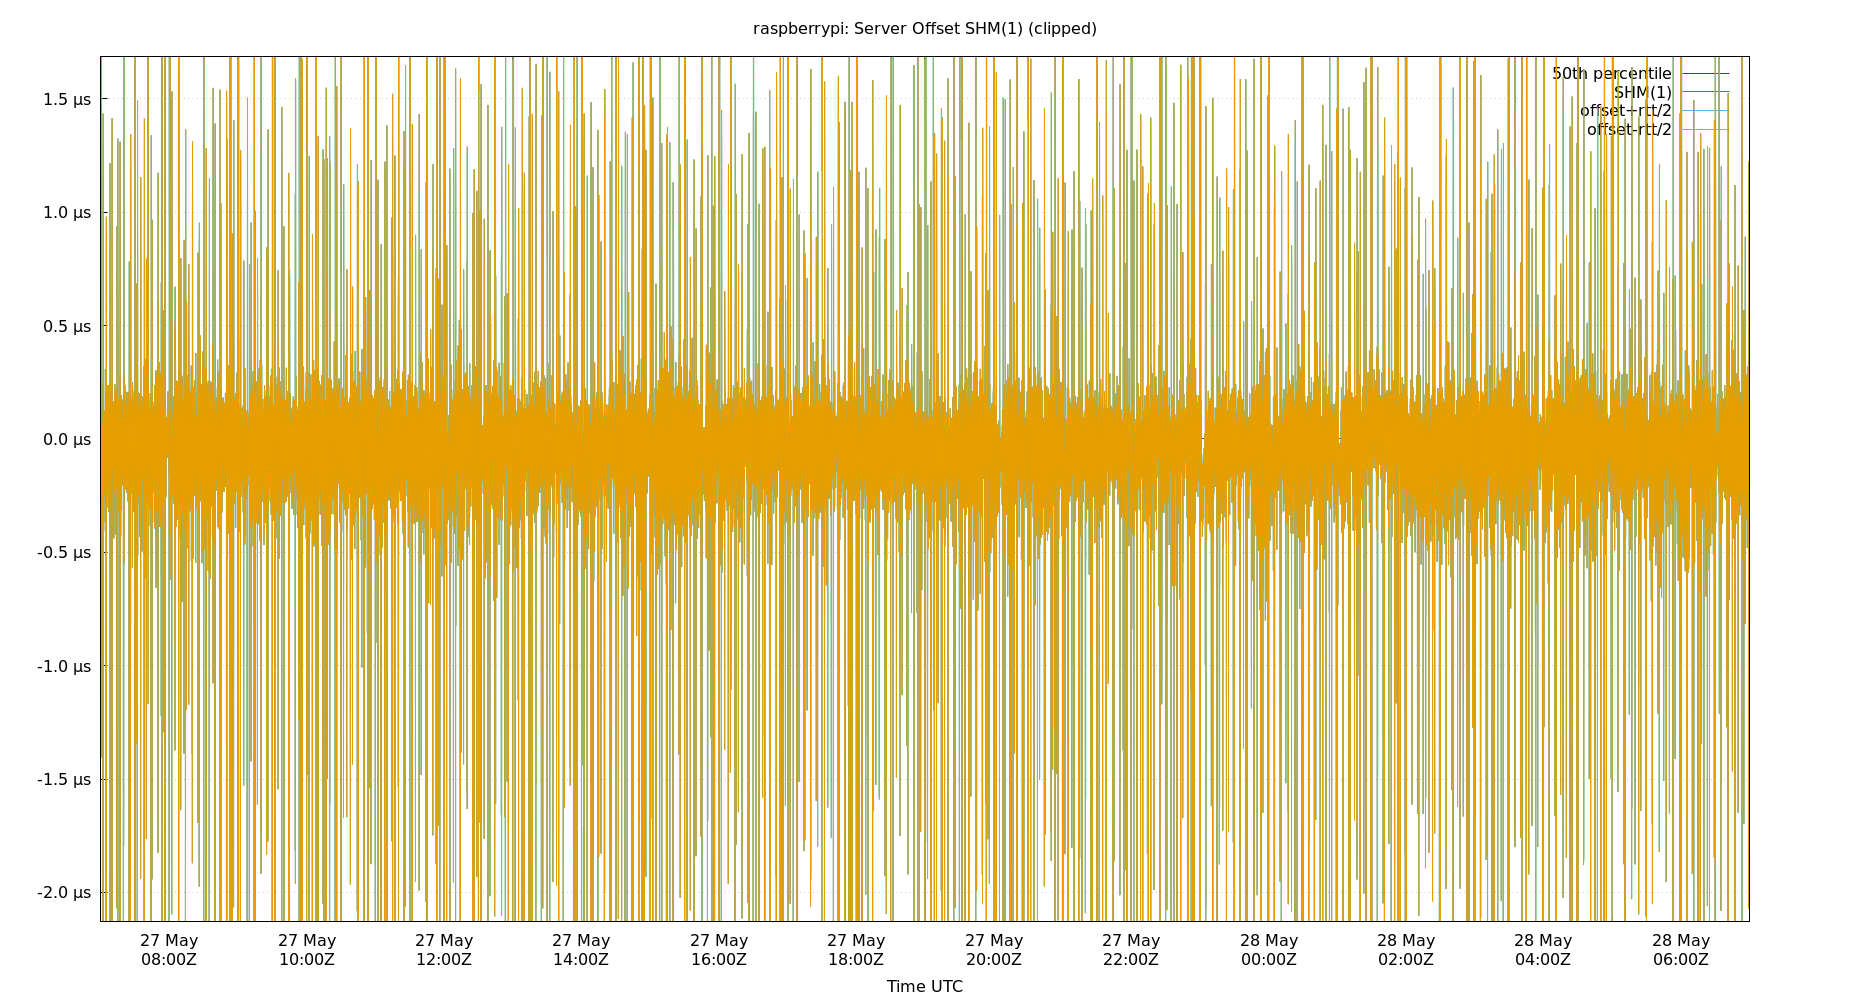 raspberrypi: Server Offset SHM(1) (clipped)
50th percentile
SHM(1)
offset+rtt/2
offset-rtt/2
1.5 µs
1.0 µs
0.5 µs
0.0 µs
-0.5 µs
-1.0 µs
-1.5 µs
-2.0 µs
27 May 27 May 27 May 27 May 27 May 27 May 27 May 27 May 28 May 28 May 28 May 28 May
08:00Z 10:00Z 12:00Z 14:00Z 16:00Z 18:00Z 20:00Z 22:00Z 00:00Z 02:00Z 04:00Z 06:00Z
Time UTC